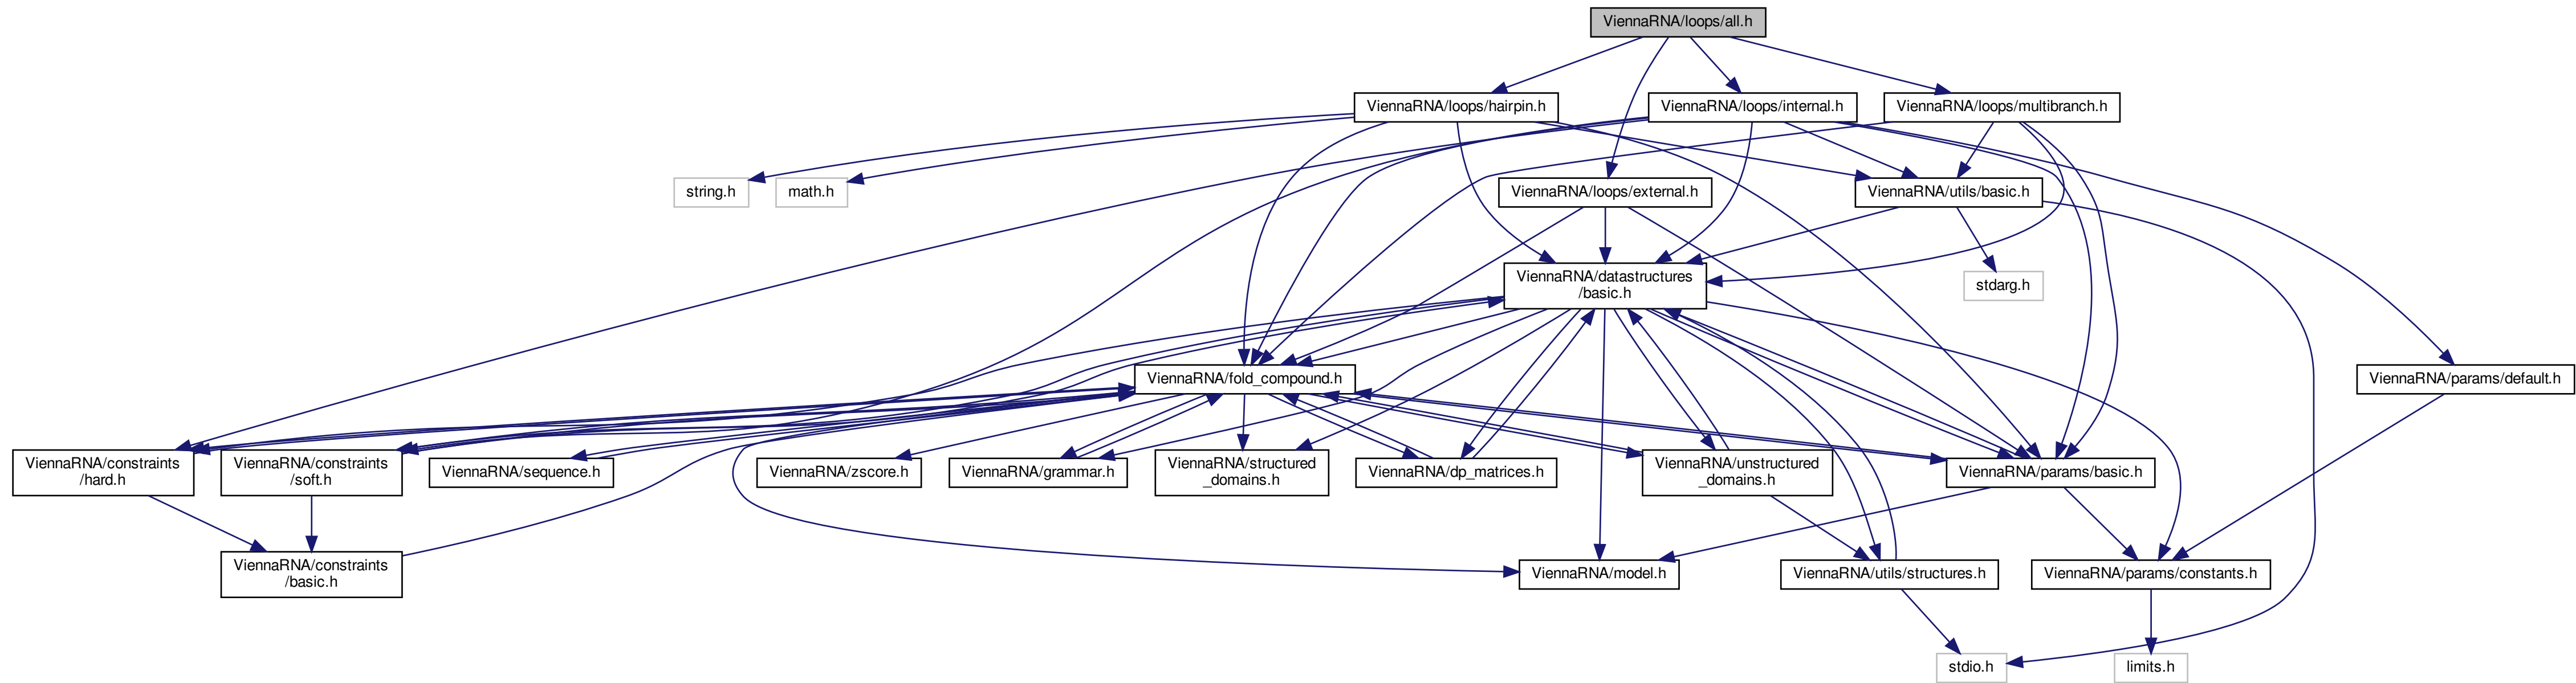 ViennaRNA/loops/all.h
ViennaRNA/loops/hairpin.h
ViennaRNA/loops/internal.h
ViennaRNA/loops/multibranch.h
string.h
math.h
ViennaRNA/loops/external.h
ViennaRNA/utils/basic.h
ViennaRNA/datastructures
/basic.h
stdarg.h
ViennaRNA/fold_compound.h
ViennaRNA/params/default.h
ViennaRNA/constraints
/hard.h
ViennaRNA/constraints
/soft.h
ViennaRNA/sequence.h
ViennaRNA/zscore.h
ViennaRNA/grammar.h
ViennaRNA/structured
_domains.h
ViennaRNA/dp_matrices.h
ViennaRNA/unstructured
_domains.h
ViennaRNA/params/basic.h
ViennaRNA/constraints
/basic.h
ViennaRNA/model.h
ViennaRNA/utils/structures.h
ViennaRNA/params/constants.h
stdio.h
limits.h